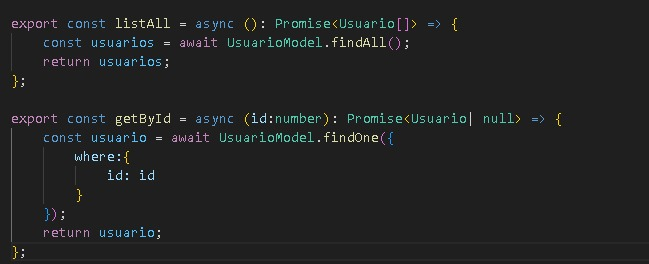 export const listAll = async (): Promise<Usuario[]> => {
    const usuarios = await UsuarioModel.findAll();
    return usuarios;
};

export const getById = async (id:number): Promise<Usuario| null> => {
    const usuario = await UsuarioModel.findOne({
        where:{
            id: id
        }
    });
    return usuario;
};